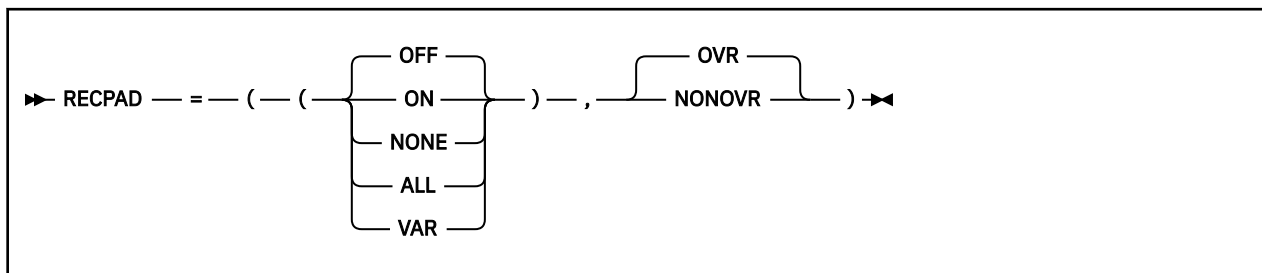 OFF OVR
RECPAD = ( ( ON ) , NONOVR )
NONE
ALL
VAR